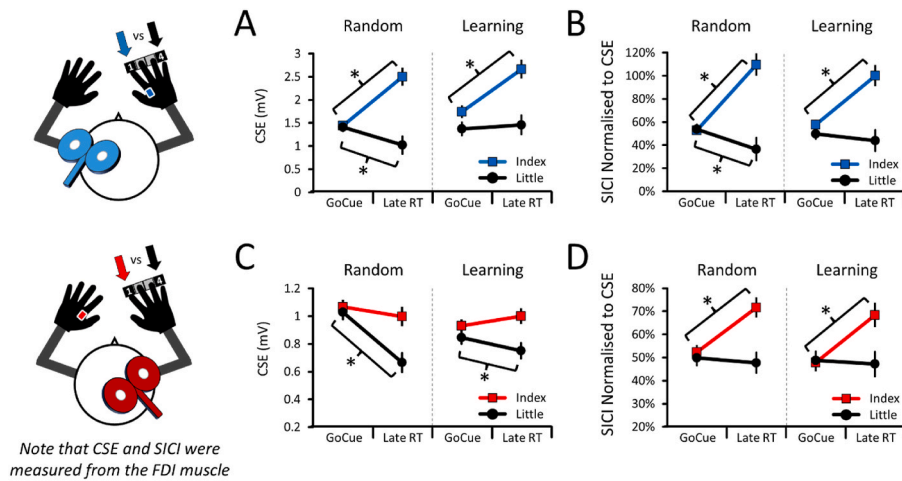 vs
1 4
A
Random Learning
CSE (mV)
3
2.5
2
1.5
1
0.5
0
*
*
*
Index
Little
GoCue Late RT GoCue Late RT
B
Random Learning
SICI Normalised to CSE
120%
100%
80%
60%
40%
20%
0%
*
*
*
Index
Little
GoCue Late RT GoCue Late RT
vs
1 4
C
Random Learning
CSE (mV)
1.2
1
0.8
0.6
0.4
0.2
*
*
Index
Little
GoCue Late RT GoCue Late RT
D
Random Learning
SICI Normalised to CSE
80%
70%
60%
50%
40%
30%
20%
*
*
Index
Little
GoCue Late RT GoCue Late RT
Note that CSE and SICI were
measured from the FDI muscle